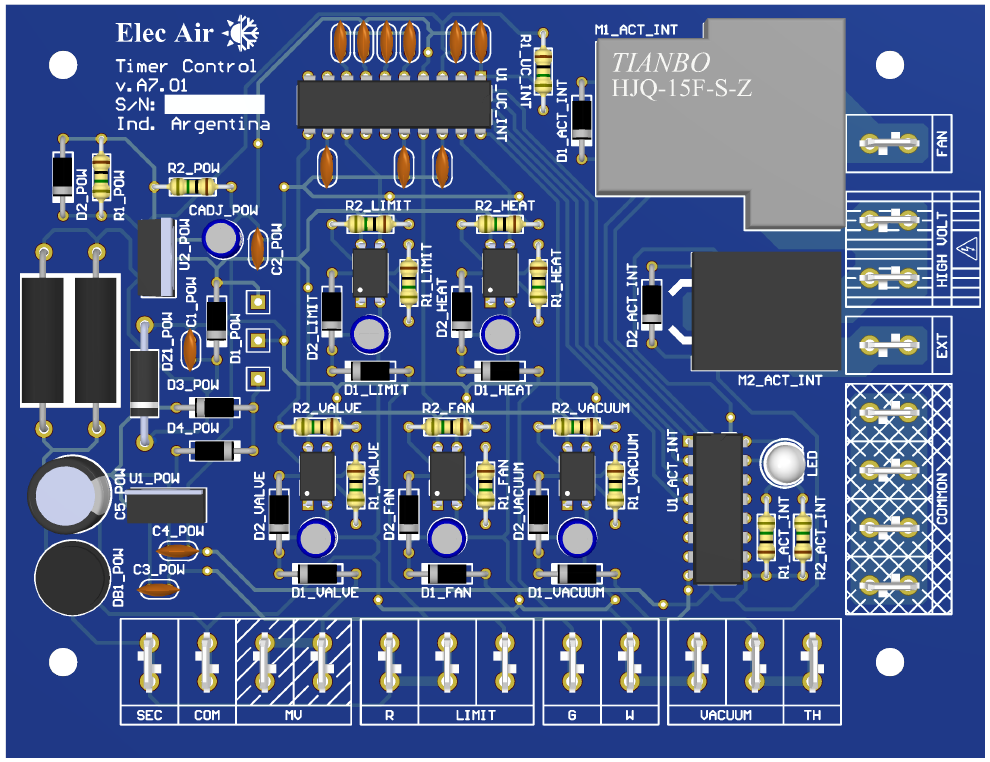 Elec Air
Timer Control
v.A7.01
S/N:
Ind. Argentina
U1_UC_INT
R1_UC_INT
M1_ACT_INT
TIANBO
HJQ-15F-S-Z
D1_ACT_INT
FAN
HIGH VOLT
EXT
COMMON
D2_POW
R1_POW
R2_POW
CADJ_POW
U2_POW
C2_POW
C1_POW
D1_POW
DZ1_POW
D3_POW
D4_POW
R2_LIMIT
R1_LIMIT
D2_LIMIT
D1_LIMIT
R2_HEAT
R1_HEAT
D2_HEAT
D1_HEAT
D2_ACT_INT
M2_ACT_INT
R2_VALVE
R1_VALVE
D2_VALVE
D1_VALVE
R2_FAN
R1_FAN
D2_FAN
D1_FAN
R2_VACUUM
R1_VACUUM
D2_VACUUM
D1_VACUUM
U1_ACT_INT
LED
R1_ACT_INT
R2_ACT_INT
C5_POW
U1_POW
C4_POW
C3_POW
DB1_POW
SEC COM MV R LIMIT G W VACUUM TH